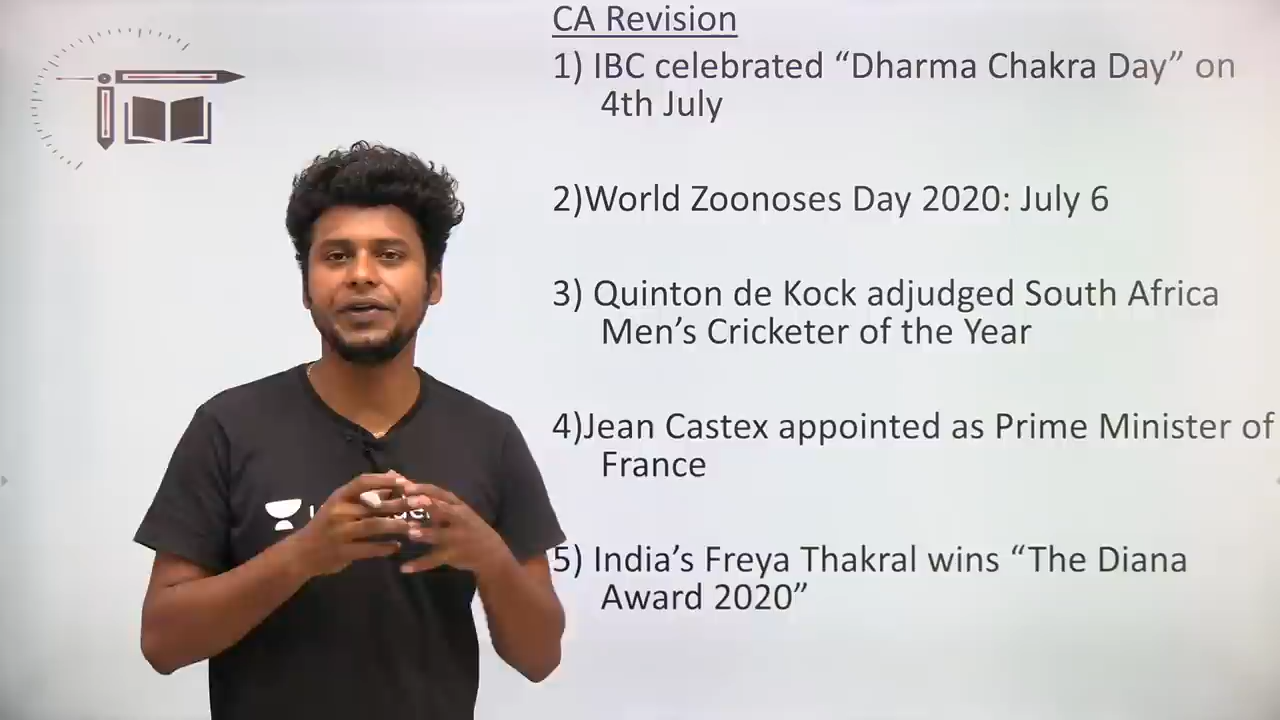 CA Revision
1) IBC celebrated “Dharma Chakra Day” on
4th July
2)World Zoonoses Day 2020: July 6
3) Quinton de Kock adjudged South Africa
Men’s Cricketer of the Year
4)Jean Castex appointed as Prime Minister of
France
5) India’s Freya Thakral wins “The Diana
Award 2020”